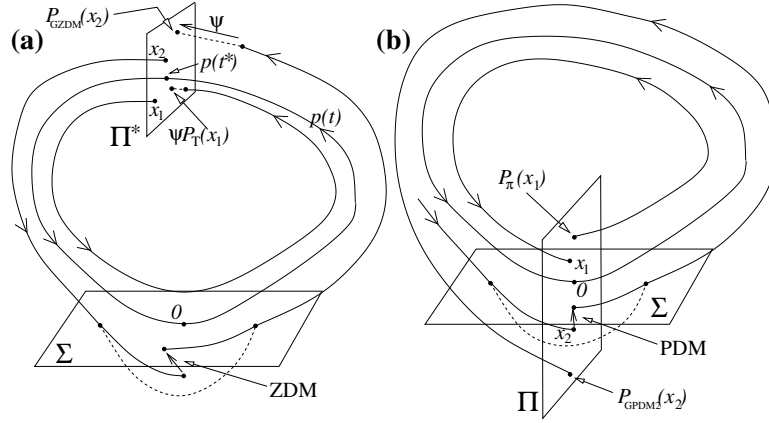 (a)
P_GZDM(x_2)
ψ
x_2
p(t*)
x_1
Π*
ψP_T(x_1)
p(t)
0
Σ
ZDM
(b)
P_π(x_1)
x_1
0
Σ
x_2
PDM
Π
P_GPDM2(x_2)